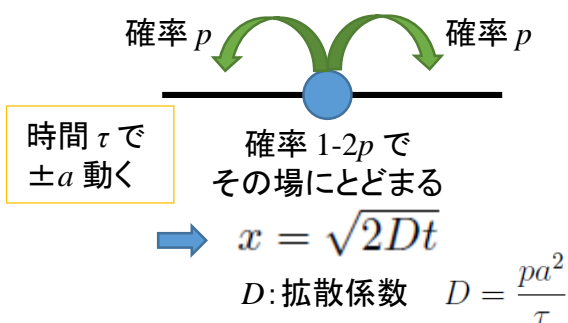 確率 p
確率 p
時間 τ で
±a 動く
確率 1-2p で
その場にとどまる
x = √2Dt
D：拡散係数 D = pa²/τ